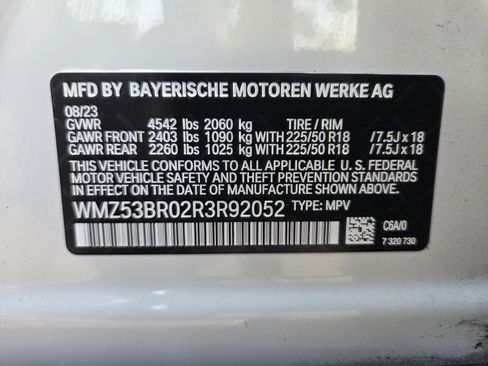 MFD BY BAYERISCHE MOTOREN WERKE AG
08/23
GVWR 4542 lbs 2060 kg TIRE / RIM
GAWR FRONT 2403 lbs 1090 kg WITH 225/50 R18 /7.5J x 18
GAWR REAR 2260 lbs 1025 kg WITH 225/50 R18 /7.5J x 18
THIS VEHICLE CONFORMS TO ALL APPLICABLE U. S. FEDERAL
MOTOR VEHICLE SAFETY AND THEFT PREVENTION STANDARDS
IN EFFECT ON THE DATE OF MANUFACTURE SHOWN ABOVE.
WMZ53BR02R3R92052 TYPE: MPV
C6A/0
7 320 730